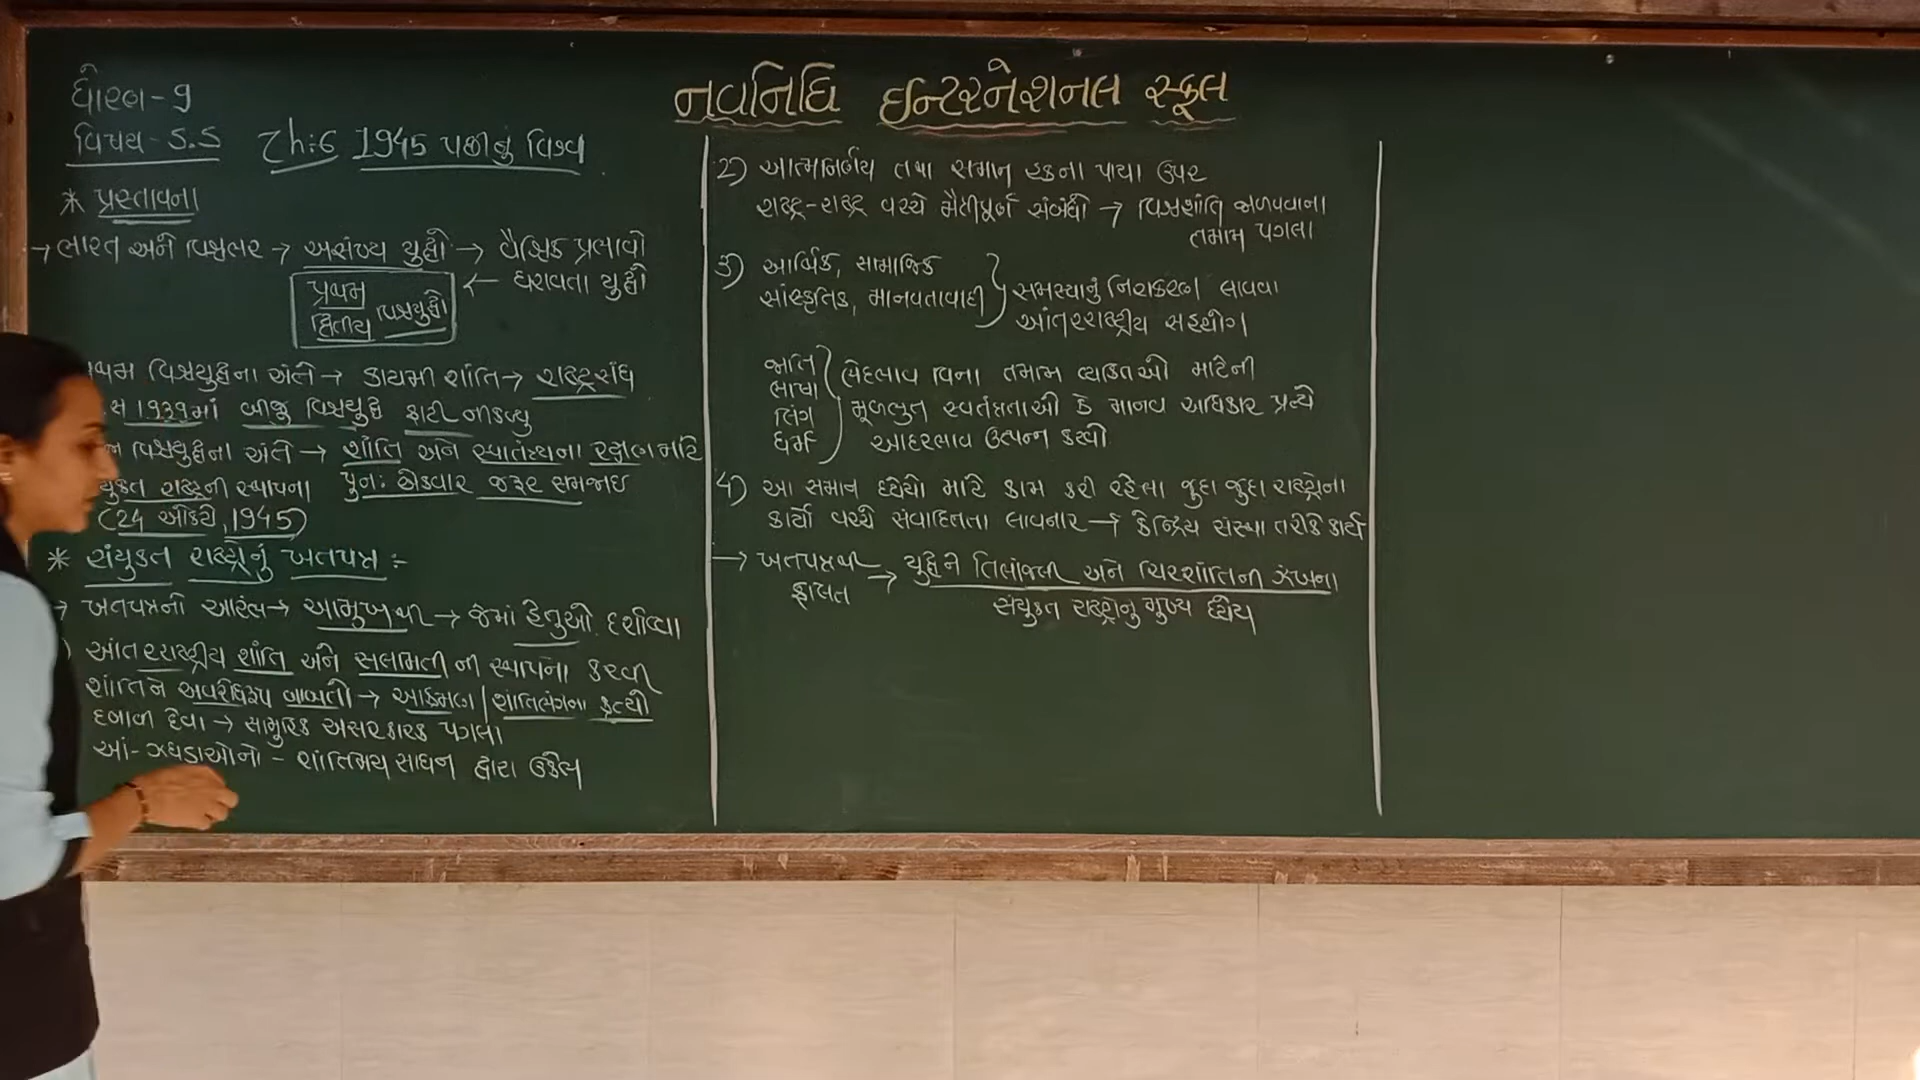 નવનિધિ ઇન્ટરનેશનલ સ્કૂલ
ધોરણ - 9
વિષય - S.S
Ch:6 1945 પછીનું વિશ્વ
* પ્રસ્તાવના
→ ભારત અને વિશ્વભર → અસંખ્ય યુદ્ધો → વૈશ્વિક પ્રભાવો
← ધરાવતા યુદ્ધો
પ્રથમ
દ્વિતીય વિશ્વયુદ્ધો
વિશ્વયુદ્ધના અંતે → કાયમી શાંતિ → રાષ્ટ્રસંઘ
1939માં બીજુ વિશ્વયુદ્ધ ફાટી નીકળ્યુ
વિશ્વયુદ્ધના અંતે → શાંતિ અને સ્વાતંત્ર્યના રક્ષણ માટે
રાષ્ટ્રની સ્થાપના પુન: એકવાર જરૂર સમજાઇ
(24 ઓક્ટો, 1945)
* સંયુક્ત રાષ્ટ્રોનું ખતપત્ર :-
→ ખતપત્રની આરંભ → આમુખથી → જેમાં હેતુઓ દર્શાવ્યા
) આંતરરાષ્ટ્રીય શાંતિ અને સલામતી ની સ્થાપના કરવી
શાંતિને અવરોધરૂપ બાબતો → આક્રમણ / શાંતિભંગના કૃત્યો
દબાવી દેવા → સામુહિક અસરકારક પગલા
આં- ઝઘડાઓનો - શાંતિમય સાધન દ્વારા ઉકેલ
2) આત્મનિર્ણય તથા સમાન હકના પાયા ઉપર
રાષ્ટ્ર-રાષ્ટ્ર વચ્ચે મૈત્રીપૂર્ણ સંબંધો → વિશ્વશાંતિ જાળવવાના
તમામ પગલા
3) આર્થિક, સામાજિક
સાંસ્કૃતિક, માનવતાવાદી } સમસ્યાનું નિરાકરણ લાવવા
આંતરરાષ્ટ્રીય સહયોગ
જાતિ
ભાષા ભેદભાવ વિના તમામ વ્યક્તિઓ માટેની
લિંગ મૂળભુત સ્વતંત્રતાઓ કે માનવ અધિકાર પ્રત્યે
ધર્મ આદરભાવ ઉત્પન્ન કરવો
4) આ સમાન ધ્યેયો માટે કામ કરી રહેલા જુદા જુદા રાષ્ટ્રોના
કાર્યો વચ્ચે સંવાદિતતા લાવનાર → કેન્દ્રિય સંસ્થા તરીકે કાર્ય
→ ખતપત્રથી ફલિત → યુદ્ધને તિલાંજલી અને ચિરશાંતિની ઝંખના
સંયુક્ત રાષ્ટ્રોનુ મુખ્ય ધ્યેય